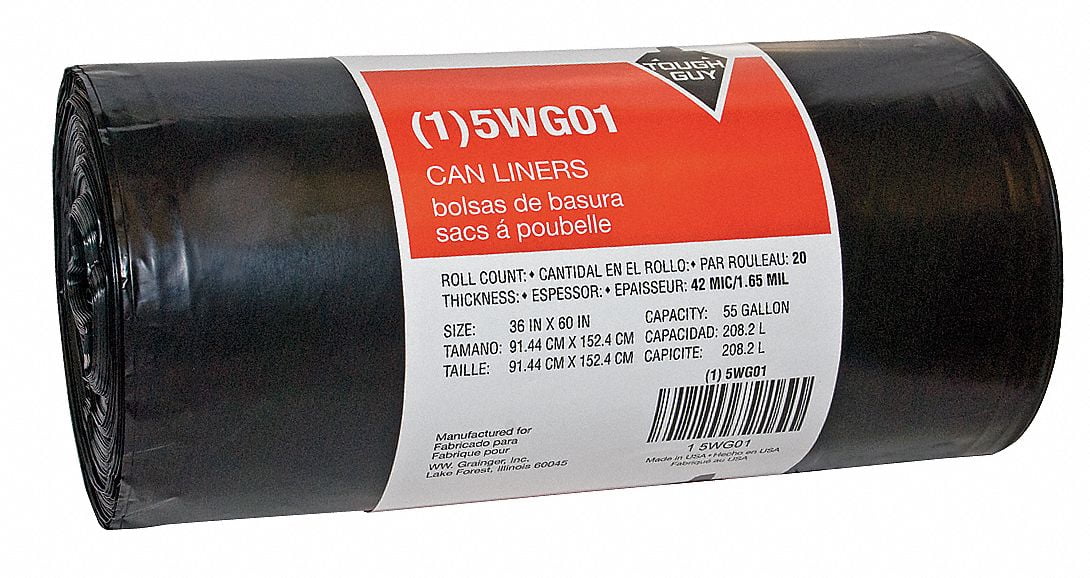 TOUGH
GUY
(1)5WG01
CAN LINERS
bolsas de basura
sacs á poubelle
ROLL COUNT:♦ CANTIDAL EN EL ROLLO:♦ PAR ROULEAU: 20
THICKNESS:♦ ESPESSOR:♦ EPAISSEUR: 42 MIC/1.65 MIL
SIZE: 36 IN X 60 IN CAPACITY: 55 GALLON
TAMANO: 91.44 CM X 152.4 CM CAPACIDAD: 208.2 L
TAILLE: 91.44 CM X 152.4 CM CAPICITE: 208.2 L
(1) 5WG01
1 5WG01
Made in USA • Hecho en USA
Fabriqué au USA
Manufactured for
Fabricado para
Fabrique pour
WW. Grainger, Inc.
Lake Forest, Illinois 60045